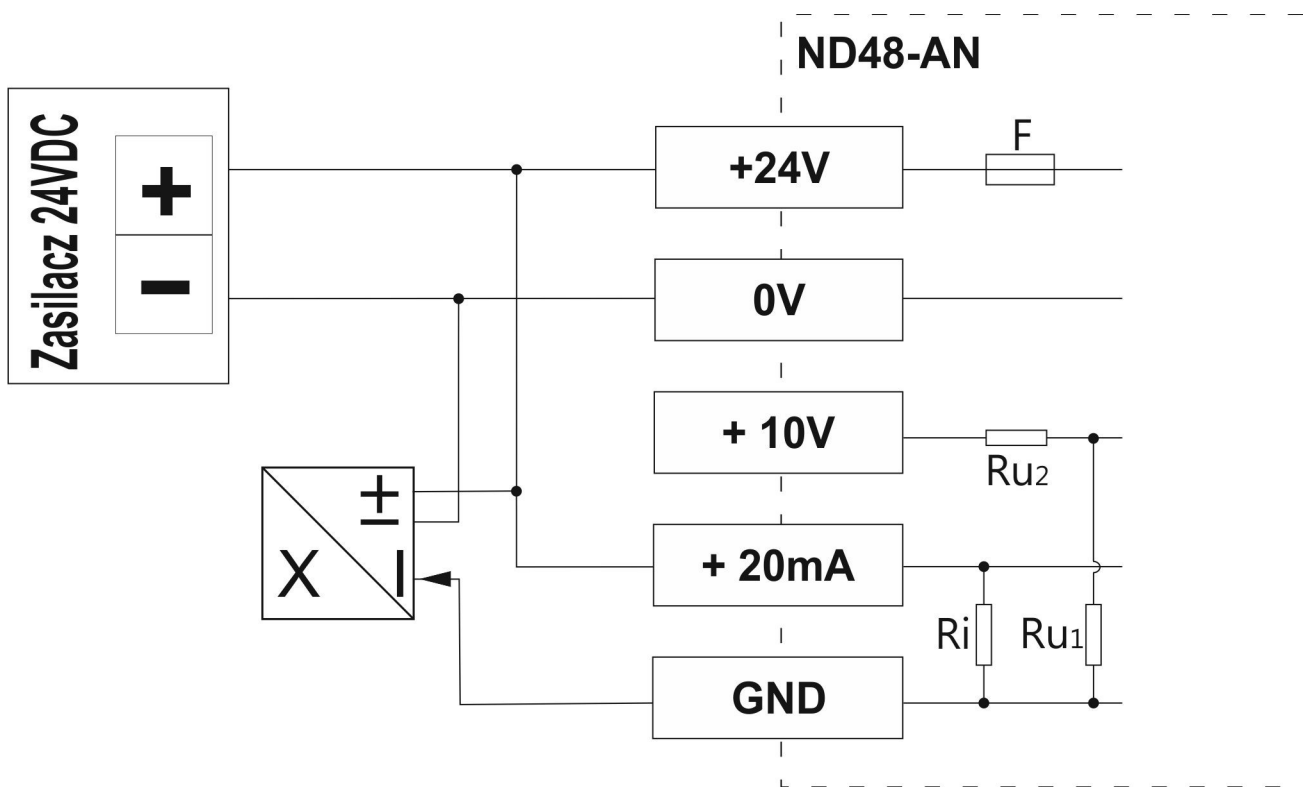 ND48-AN
Zasilacz 24VDC
+
−
+24V
F
0V
+ 10V
Ru2
±
X
I
+ 20mA
Ri
Ru1
GND